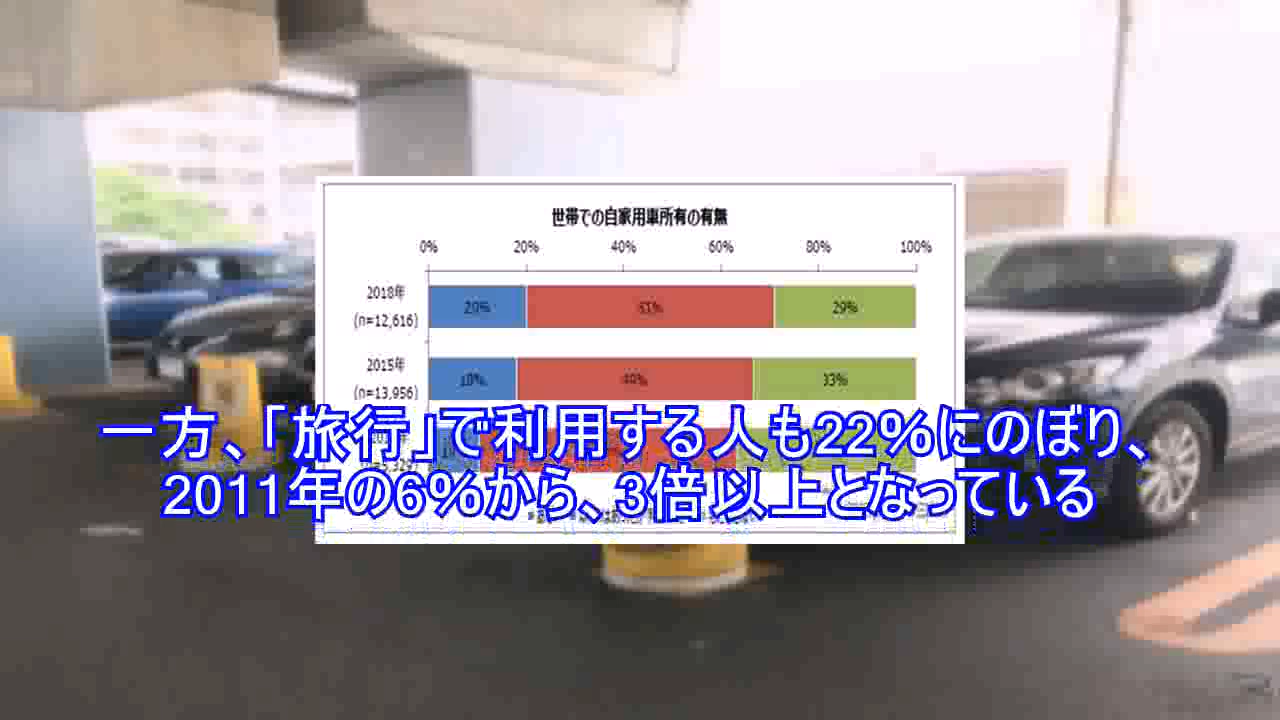 世帯での自家用車所有の有無
0% 20% 40% 60% 80% 100%
2018年
(n=12,616)
20% 51% 29%
2015年
(n=13,956)
18% 49% 33%
一方、「旅行」で利用する人も22%にのぼり、
2011年の6%から、3倍以上となっている